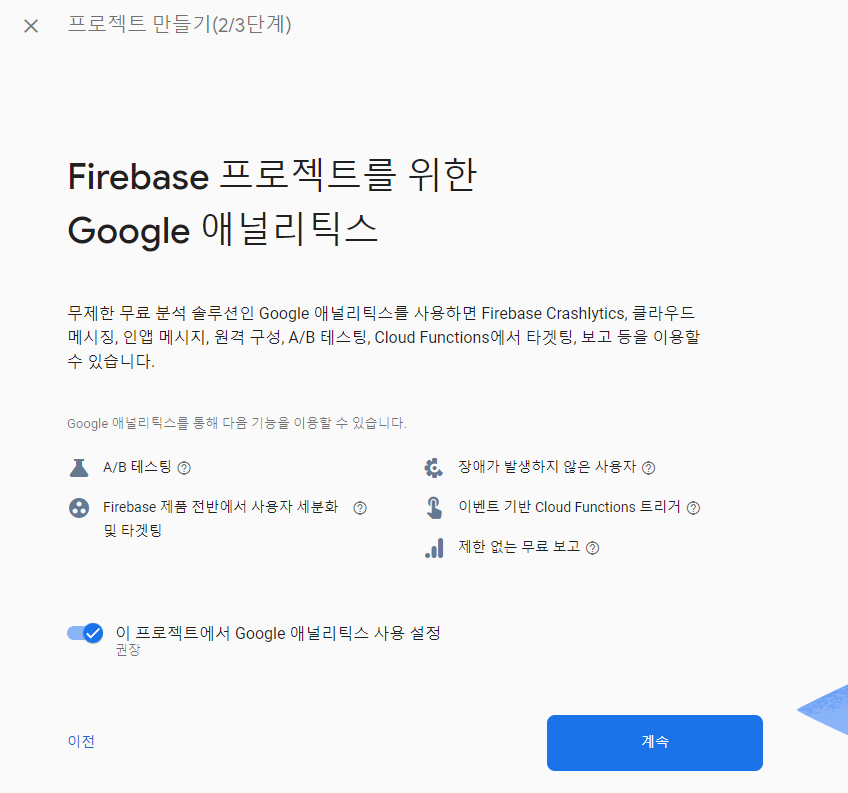 프로젝트 만들기(2/3단계)
Firebase 프로젝트를 위한
Google 애널리틱스
무제한 무료 분석 솔루션인 Google 애널리틱스를 사용하면 Firebase Crashlytics, 클라우드
메시징, 인앱 메시지, 원격 구성, A/B 테스팅, Cloud Functions에서 타겟팅, 보고 등을 이용할
수 있습니다.
Google 애널리틱스를 통해 다음 기능을 이용할 수 있습니다.
A/B 테스팅
Firebase 제품 전반에서 사용자 세분화
및 타겟팅
장애가 발생하지 않은 사용자
이벤트 기반 Cloud Functions 트리거
제한 없는 무료 보고
이 프로젝트에서 Google 애널리틱스 사용 설정
권장
이전
계속